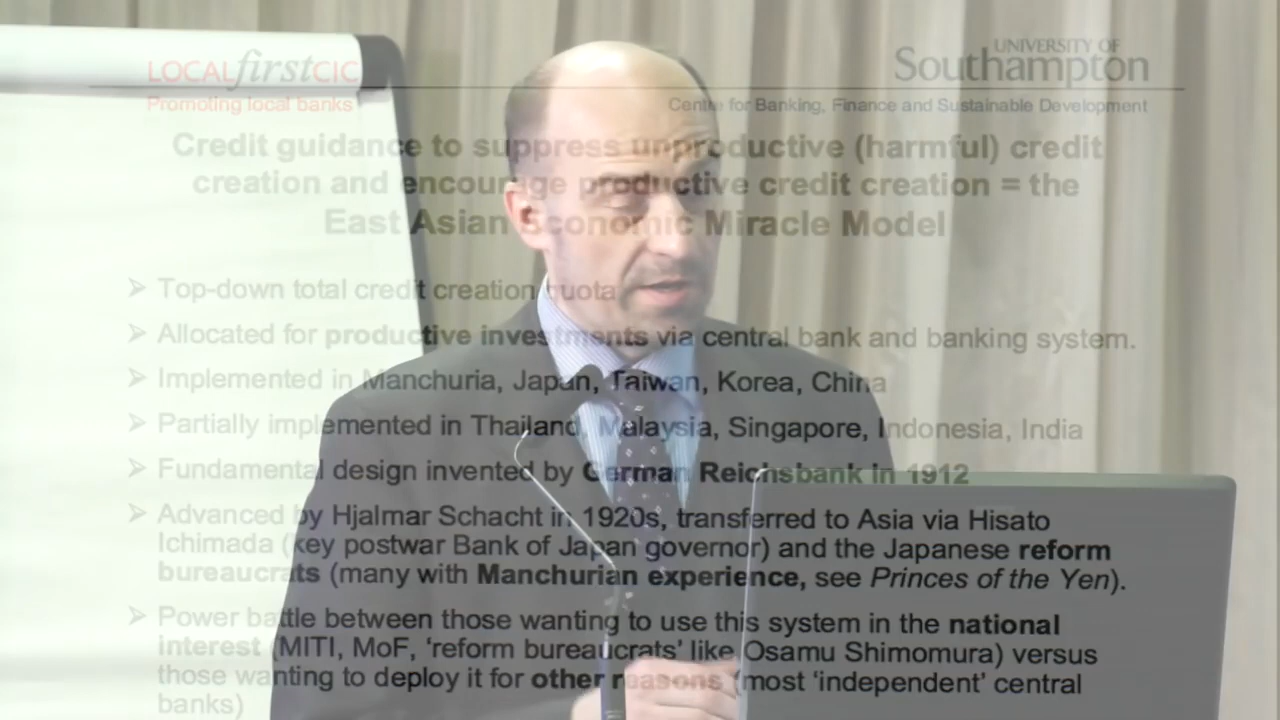 LOCALfirstCIC
Promoting local banks
UNIVERSITY OF
Southampton
Centre for Banking, Finance and Sustainable Development
Credit guidance to suppress unproductive (harmful) credit
creation and encourage productive credit creation = the
East Asian Economic Miracle Model
➢ Top-down total credit creation quota
➢ Allocated for productive investments via central bank and banking system.
➢ Implemented in Manchuria, Japan, Taiwan, Korea, China
➢ Partially implemented in Thailand, Malaysia, Singapore, Indonesia, India
➢ Fundamental design invented by German Reichsbank in 1912
➢ Advanced by Hjalmar Schacht in 1920s, transferred to Asia via Hisato
Ichimada (key postwar Bank of Japan governor) and the Japanese reform
bureaucrats (many with Manchurian experience, see Princes of the Yen).
➢ Power battle between those wanting to use this system in the national
interest (MITI, MoF, ‘reform bureaucrats’ like Osamu Shimomura) versus
those wanting to deploy it for other reasons (most ‘independent’ central
banks)